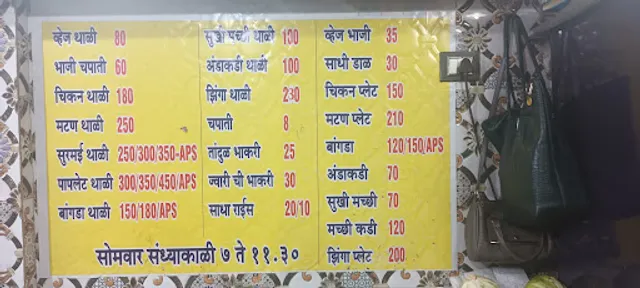 व्हेज थाळी 80
भाजी चपाती 60
चिकन थाळी 180
मटण थाळी 250
सुरमई थाळी 250/300/350-APS
पापलेट थाळी 300/350/450/APS
बांगडा थाळी 150/180/APS
सुखी मच्छी थाळी
अंडाकडी थाळी 100
झिंगा थाळी
चपाती 8
तांदुळ भाकरी 25
ज्वारी ची भाकरी 30
साधा राईस 20/10
व्हेज भाजी 35
साधी डाळ 30
चिकन प्लेट 150
मटण प्लेट 210
बांगडा 120/150/APS
अंडाकडी 70
सुखी मच्छी 70
मच्छी कडी 120
झिंगा प्लेट 200
सोमवार संध्याकाळी ७ ते ११.३०